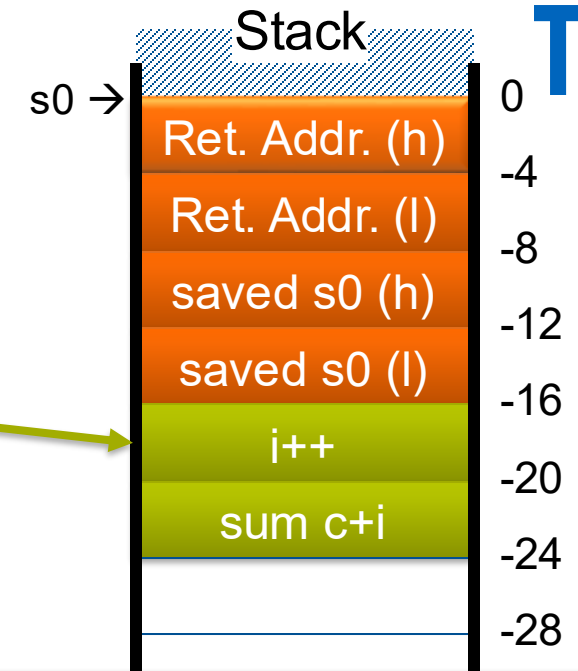 Stack
T
s0 →
0
Ret. Addr. (h)
-4
Ret. Addr. (l)
-8
saved s0 (h)
-12
saved s0 (l)
-16
i++
-20
sum c+i
-24
-28